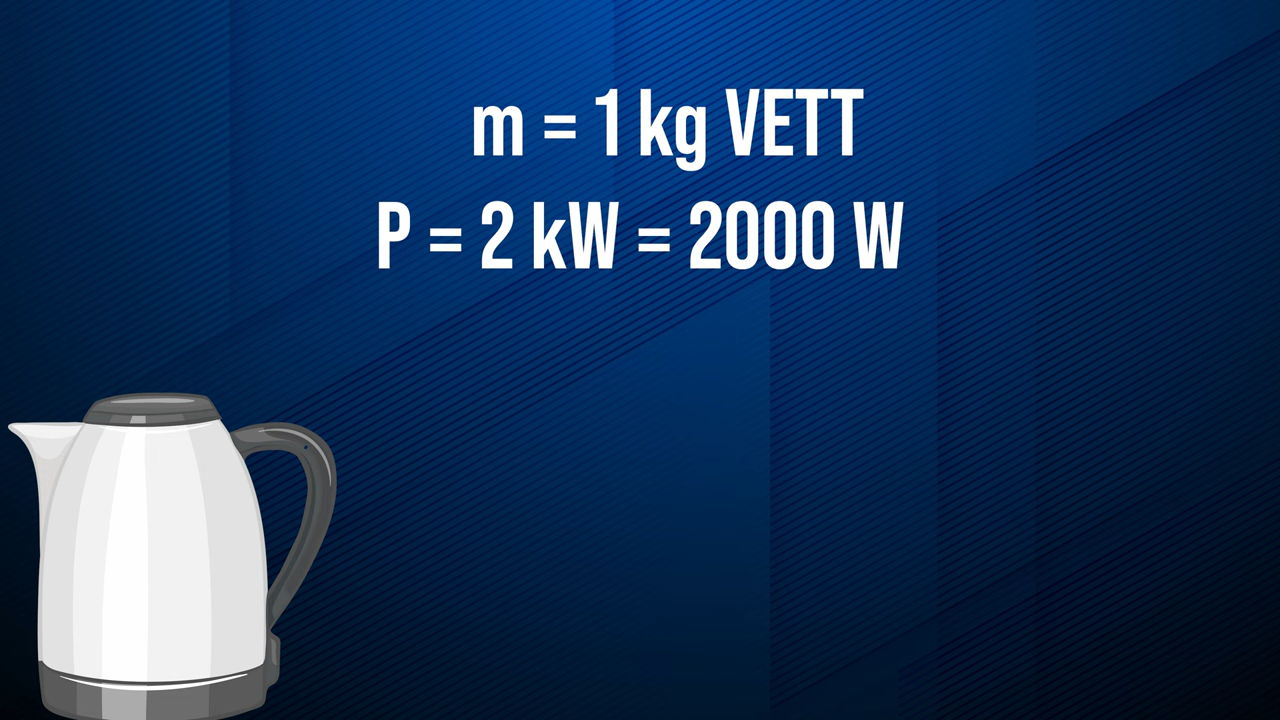 m = 1 kg VETT
P = 2 kW = 2000 W